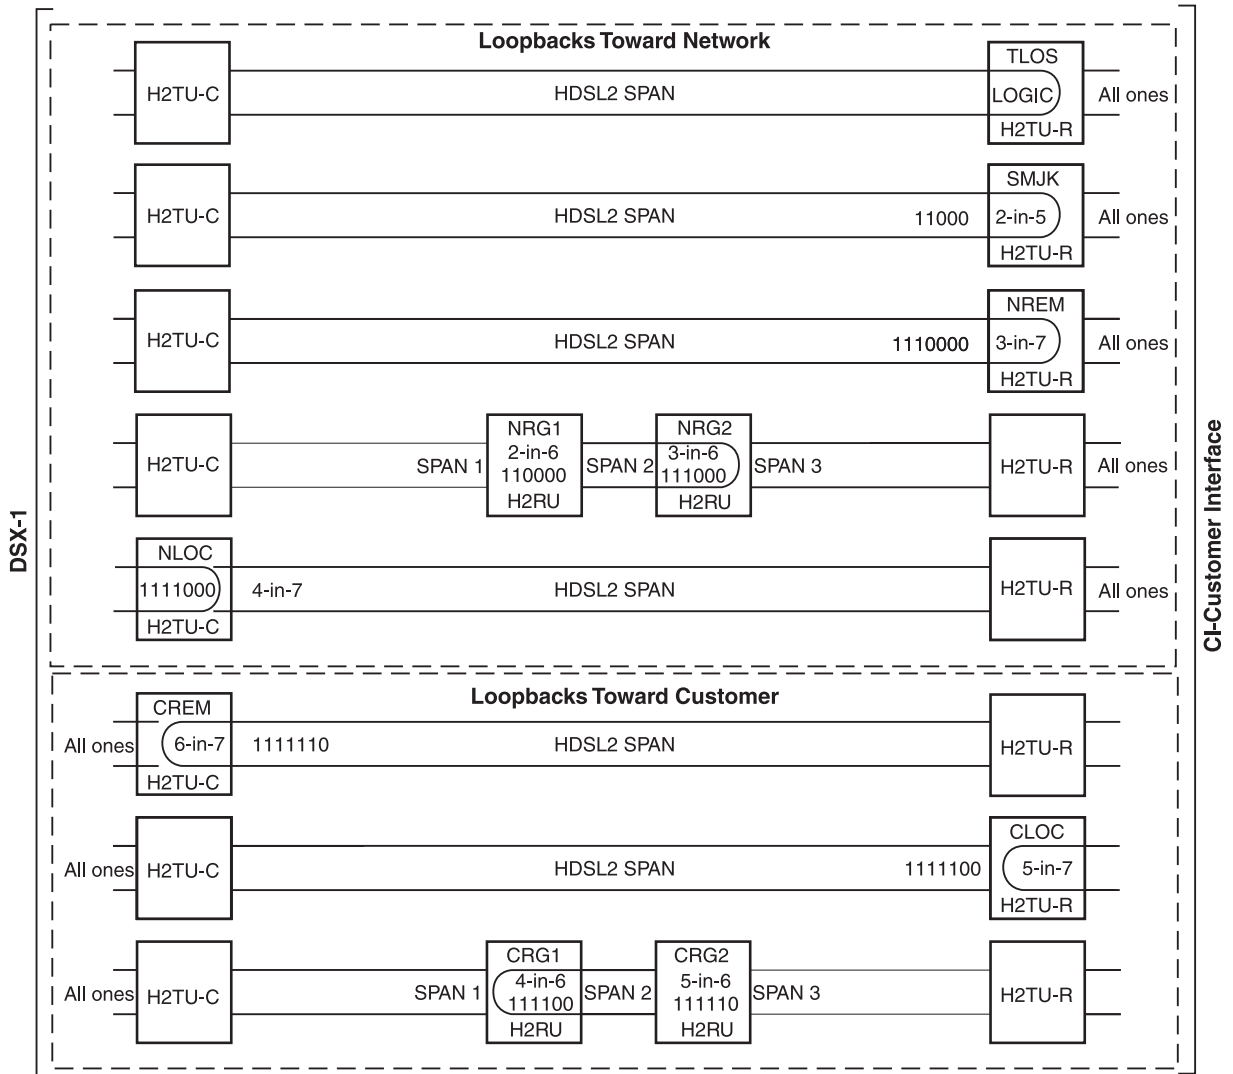 DSX-1
CI-Customer Interface
Loopbacks Toward Network
H2TU-C
HDSL2 SPAN
TLOS
LOGIC
H2TU-R
All ones
H2TU-C
HDSL2 SPAN
11000
SMJK
2-in-5
H2TU-R
All ones
H2TU-C
HDSL2 SPAN
1110000
NREM
3-in-7
H2TU-R
All ones
H2TU-C
SPAN 1
NRG1
2-in-6
110000
H2RU
SPAN 2
NRG2
3-in-6
111000
H2RU
SPAN 3
H2TU-R
All ones
NLOC
1111000
H2TU-C
4-in-7
HDSL2 SPAN
H2TU-R
All ones
Loopbacks Toward Customer
All ones
CREM
6-in-7
H2TU-C
1111110
HDSL2 SPAN
H2TU-R
All ones
H2TU-C
HDSL2 SPAN
1111100
CLOC
5-in-7
H2TU-R
All ones
H2TU-C
SPAN 1
CRG1
4-in-6
111100
H2RU
SPAN 2
CRG2
5-in-6
111110
H2RU
SPAN 3
H2TU-R